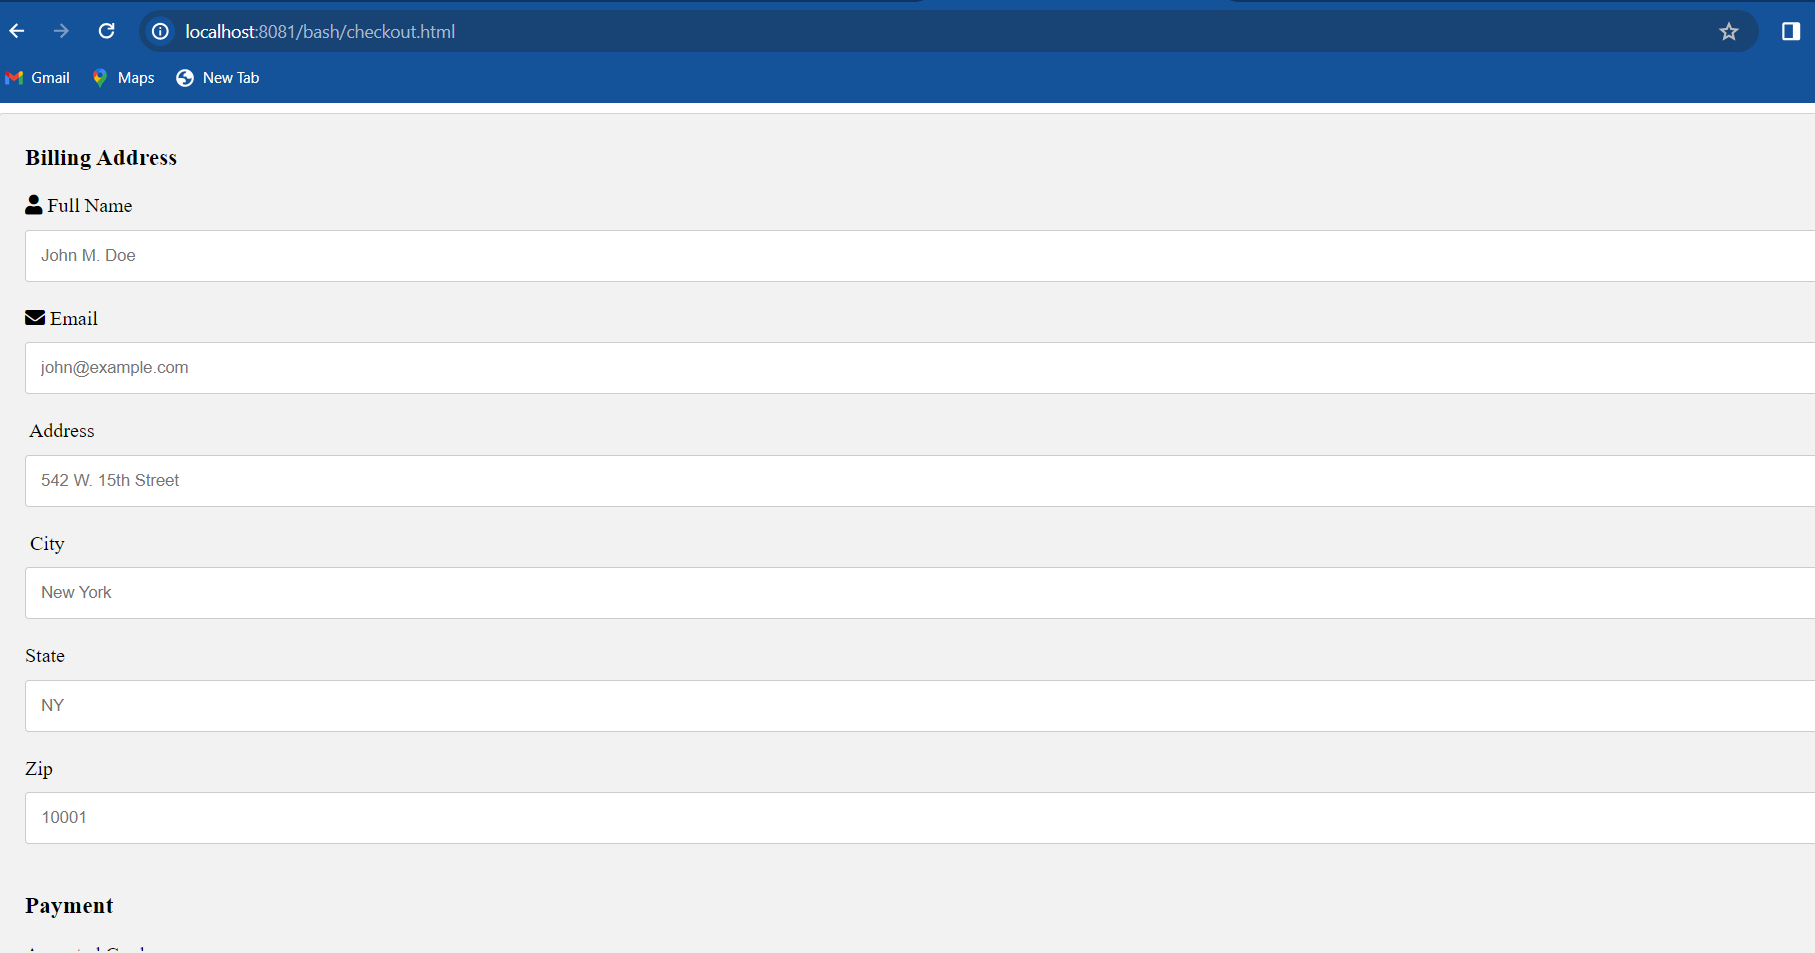 localhost:8081/bash/checkout.html
Gmail Maps New Tab
Billing Address
Full Name
John M. Doe
Email
john@example.com
Address
542 W. 15th Street
City
New York
State
NY
Zip
10001
Payment